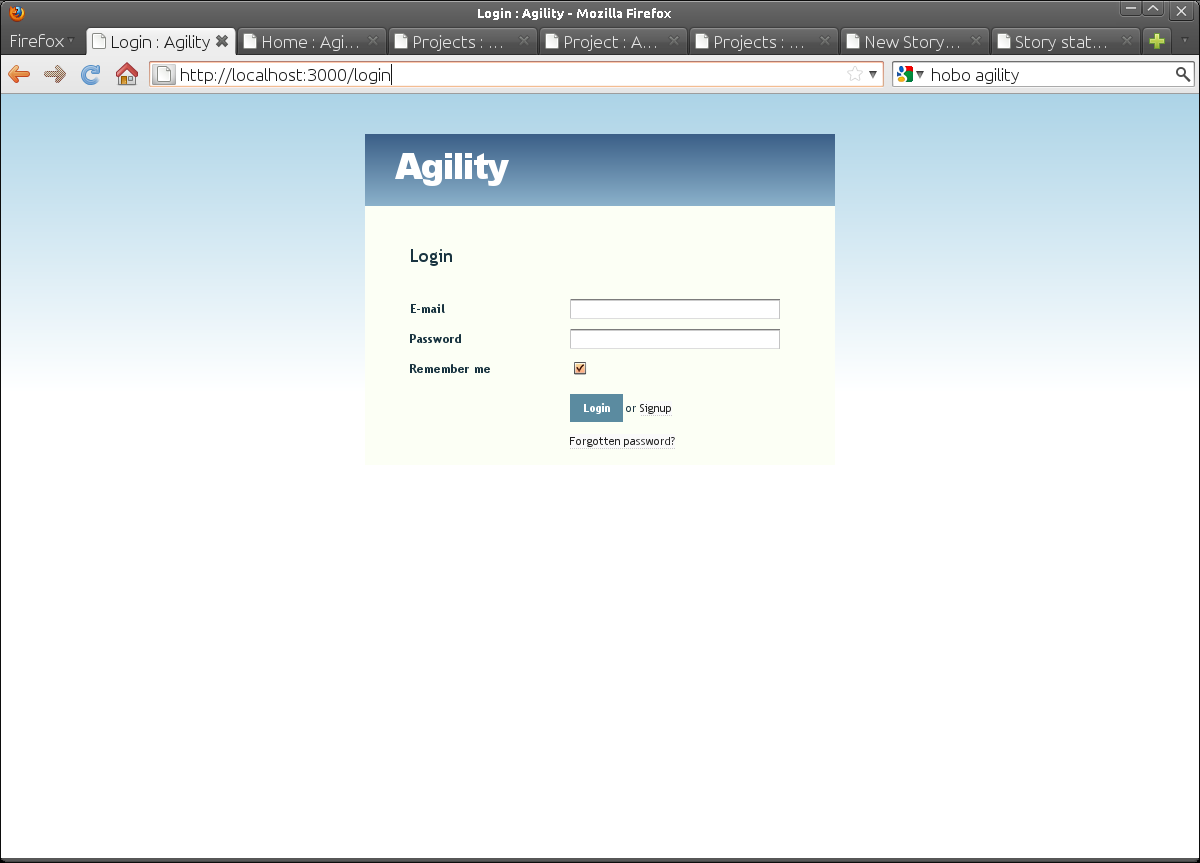 Login : Agility - Mozilla Firefox
Firefox Login : Agility Home : Agi... Projects : ... Project : A... Projects : ... New Story... Story stat...
http://localhost:3000/login hobo agility
Agility
Login
E-mail
Password
Remember me
Login or Signup
Forgotten password?